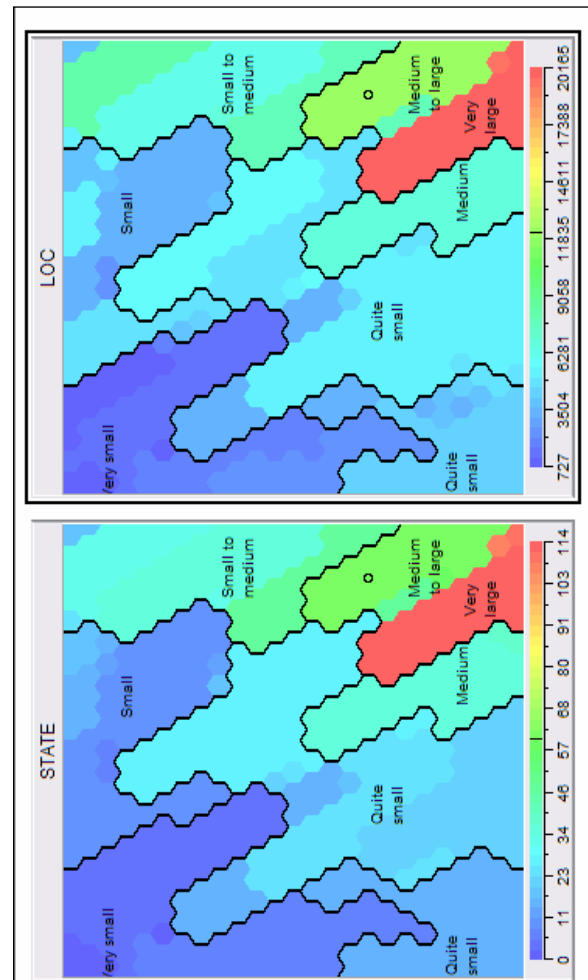 STATE
Very small
Small
Small to
medium
Quite
small
Medium
to large
Quite
small
Medium
Very
large
0 11 23 34 46 57 68 80 91 103 114
LOC
Very small
Small
Small to
medium
Quite
small
Medium
to large
Quite
small
Medium
Very
large
727 3504 6281 9058 11835 14611 17388 20165